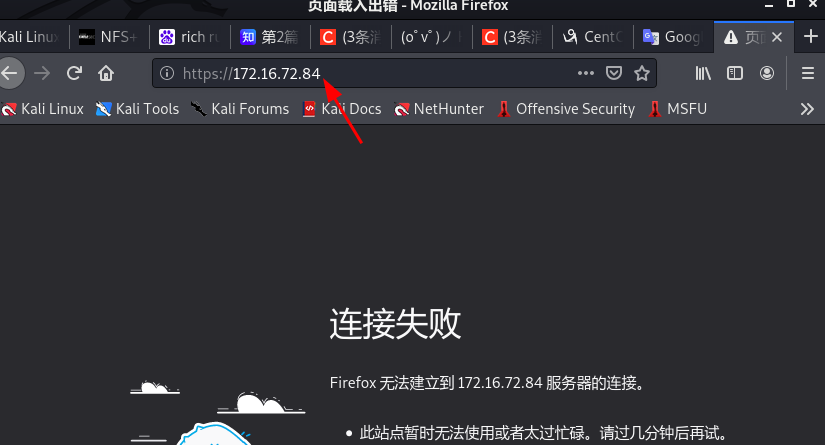 页面载入出错 - Mozilla Firefox
Kali Linux NFS+ rich ru 第2篇 (3条消 (oﾟvﾟ)ノ (3条消 CentO Goog 页面
https://172.16.72.84
Kali Linux Kali Tools Kali Forums Kali Docs NetHunter Offensive Security MSFU
连接失败
Firefox 无法建立到 172.16.72.84 服务器的连接。
此站点暂时无法使用或者太过忙碌。请过几分钟后再试。